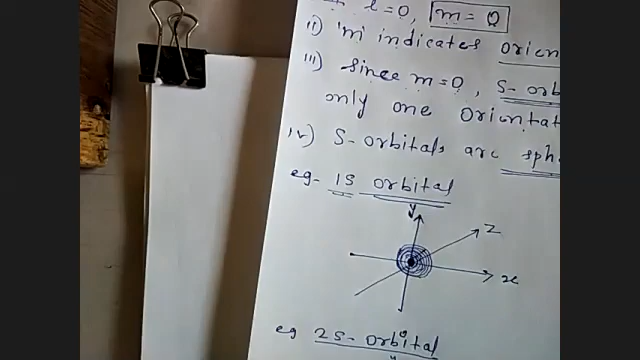 l=0, m = 0
ii) 'm indicates
iii) since m=0,
only one
iv) S-orbitals are
eg- 1S orbital
y
z
x
eg 2S-orbital